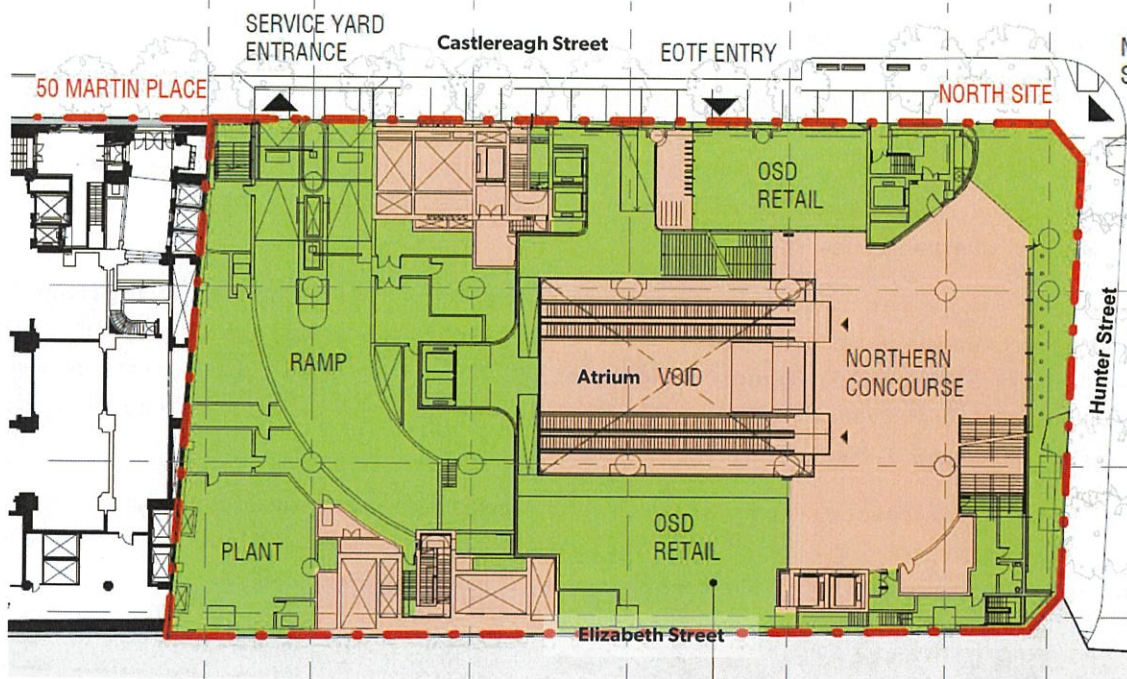 SERVICE YARD
ENTRANCE
Castlereagh Street
EOTF ENTRY
50 MARTIN PLACE
NORTH SITE
OSD
RETAIL
RAMP
Atrium
VOID
NORTHERN
CONCOURSE
Hunter Street
PLANT
OSD
RETAIL
Elizabeth Street